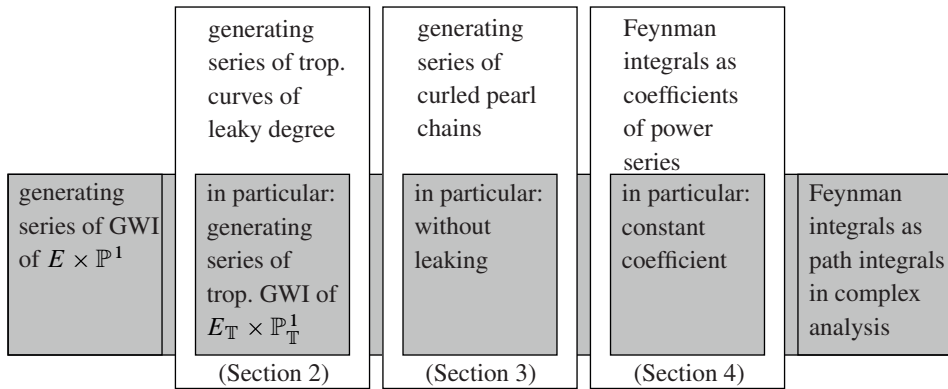 generating
series of trop.
curves of
leaky degree
generating
series of
curled pearl
chains
Feynman
integrals as
coefficients
of power
series
generating
series of GWI
of E × ℙ¹
in particular:
generating
series of
trop. GWI of
E_𝕋 × ℙ¹_𝕋
in particular:
without
leaking
in particular:
constant
coefficient
Feynman
integrals as
path integrals
in complex
analysis
(Section 2)
(Section 3)
(Section 4)